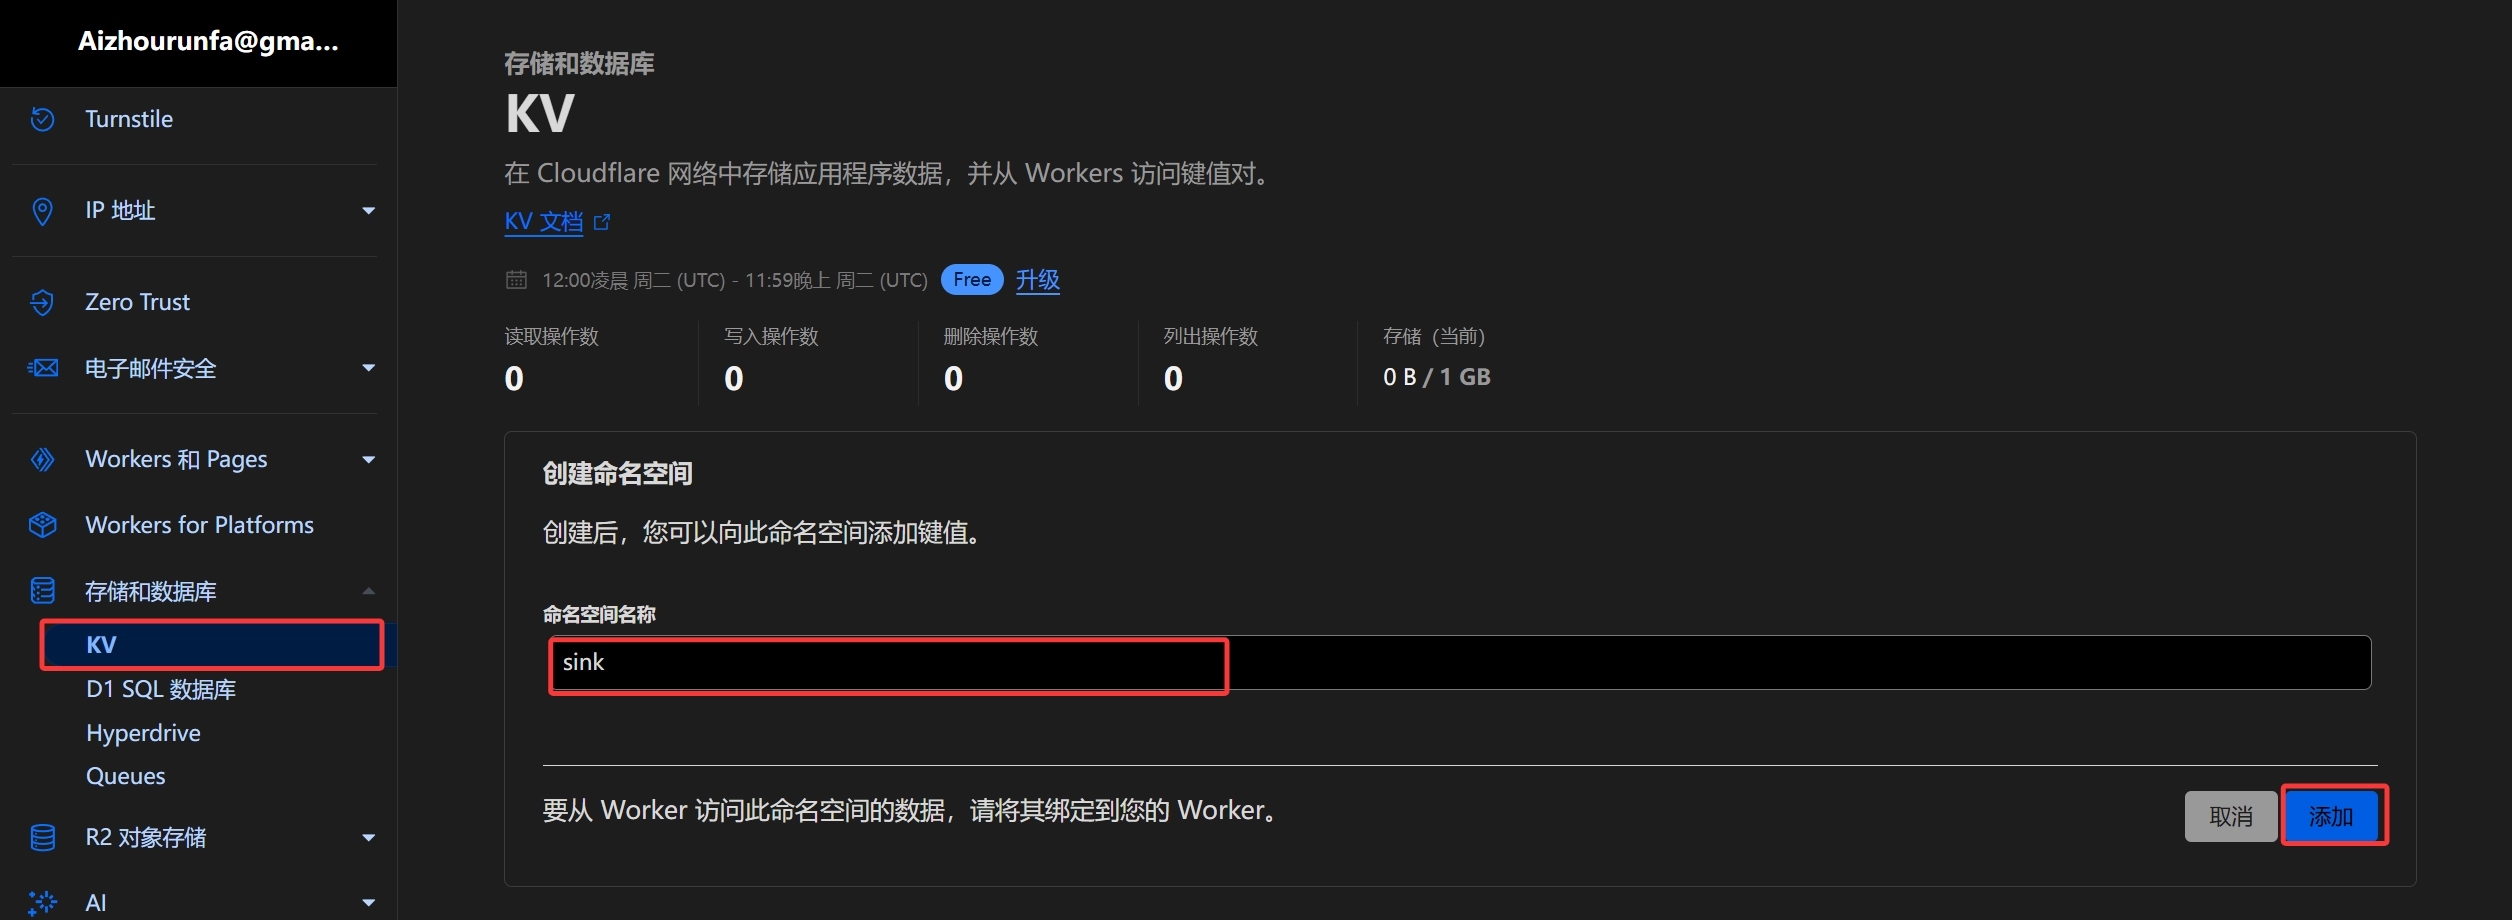 Aizhourunfa@gma...
Turnstile
IP 地址
Zero Trust
电子邮件安全
Workers 和 Pages
Workers for Platforms
存储和数据库
KV
D1 SQL 数据库
Hyperdrive
Queues
R2 对象存储
AI
存储和数据库
KV
在 Cloudflare 网络中存储应用程序数据，并从 Workers 访问键值对。
KV 文档
12:00凌晨 周二 (UTC) - 11:59晚上 周二 (UTC) Free 升级
读取操作数 写入操作数 删除操作数 列出操作数 存储（当前）
0 0 0 0 0 B / 1 GB
创建命名空间
创建后，您可以向此命名空间添加键值。
命名空间名称
sink
要从 Worker 访问此命名空间的数据，请将其绑定到您的 Worker。
取消 添加